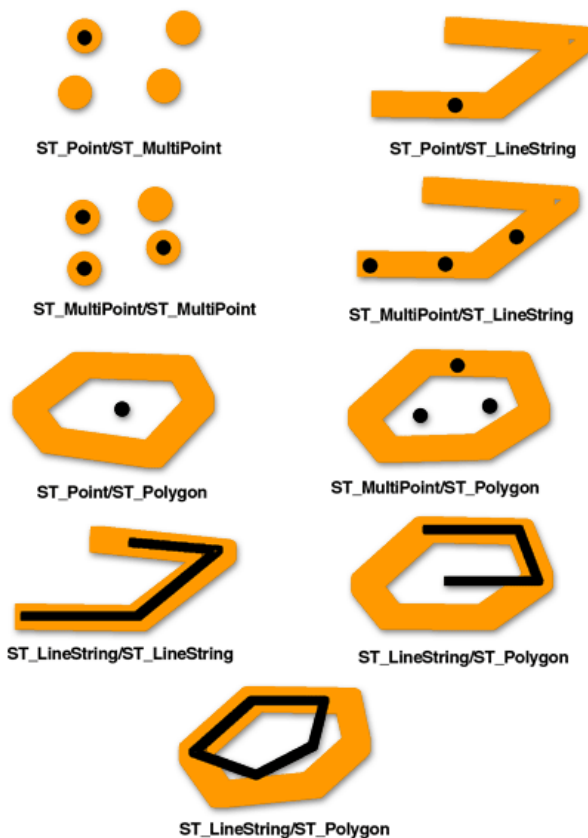 ST_Point/ST_MultiPoint
ST_Point/ST_LineString
ST_MultiPoint/ST_MultiPoint
ST_MultiPoint/ST_LineString
ST_Point/ST_Polygon
ST_MultiPoint/ST_Polygon
ST_LineString/ST_LineString
ST_LineString/ST_Polygon
ST_LineString/ST_Polygon